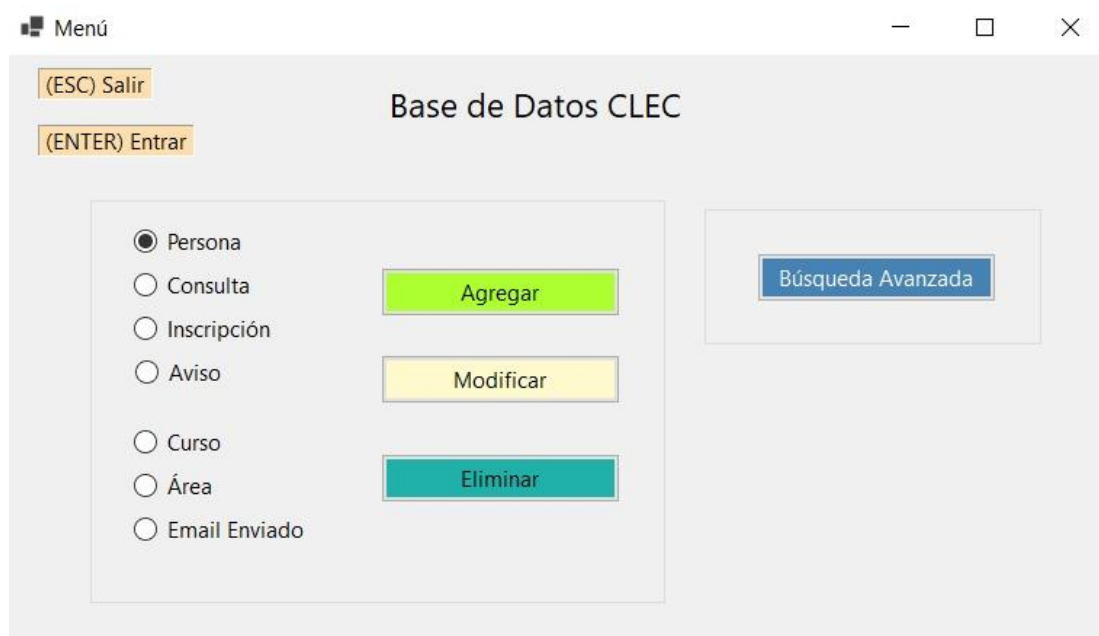 Menú
(ESC) Salir
Base de Datos CLEC
(ENTER) Entrar
Persona
Consulta
Inscripción
Aviso
Curso
Área
Email Enviado
Agregar
Modificar
Eliminar
Búsqueda Avanzada